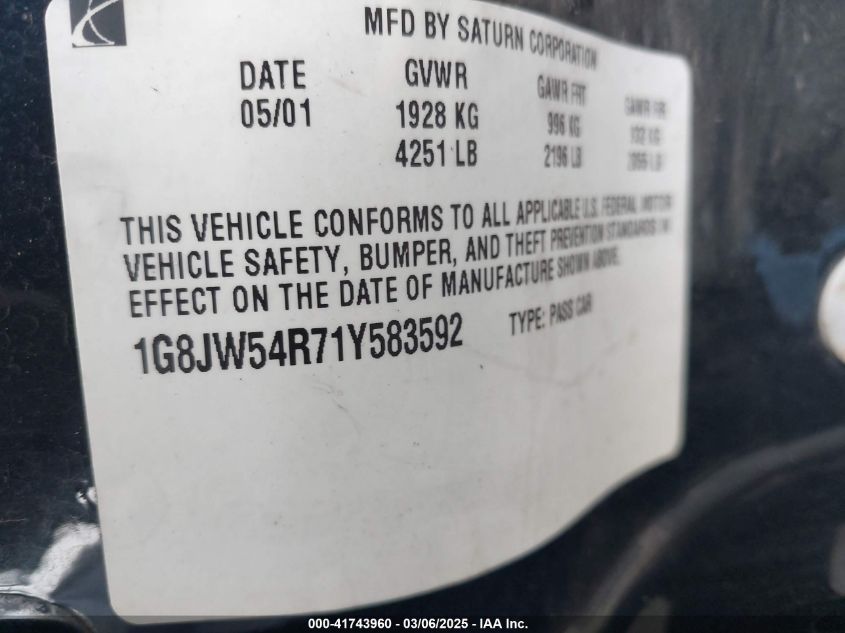 MFD BY SATURN CORPORATION
DATE GVWR GAWR FRT GAWR RR
05/01 1928 KG 996 KG KG
4251 LB 2196 LB LB
THIS VEHICLE CONFORMS TO ALL APPLICABLE U.S. FEDERAL MOTOR
VEHICLE SAFETY, BUMPER, AND THEFT PREVENTION STANDARDS IN
EFFECT ON THE DATE OF MANUFACTURE SHOWN ABOVE.
1G8JW54R71Y583592 TYPE: PASS CAR
000-41743960 - 03/06/2025 - IAA Inc.